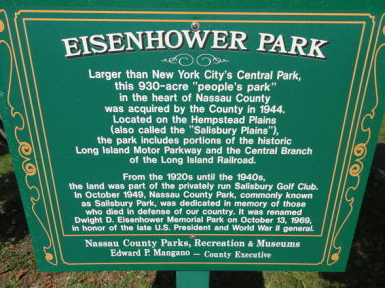 EISENHOWER PARK
Larger than New York City's Central Park,
this 930-acre "people's park"
in the heart of Nassau County
was acquired by the County in 1944.
Located on the Hempstead Plains
(also called the "Salisbury Plains"),
the park includes portions of the historic
Long Island Motor Parkway and the Central Branch
of the Long Island Railroad.
From the 1920s until the 1940s,
the land was part of the privately run Salisbury Golf Club.
In October 1949, Nassau County Park, commonly known
as Salisbury Park, was dedicated in memory of those
who died in defense of our country. It was renamed
Dwight D. Eisenhower Memorial Park on October 13, 1969,
in honor of the late U.S. President and World War II general.
Nassau County Parks, Recreation & Museums
Edward P. Mangano – County Executive